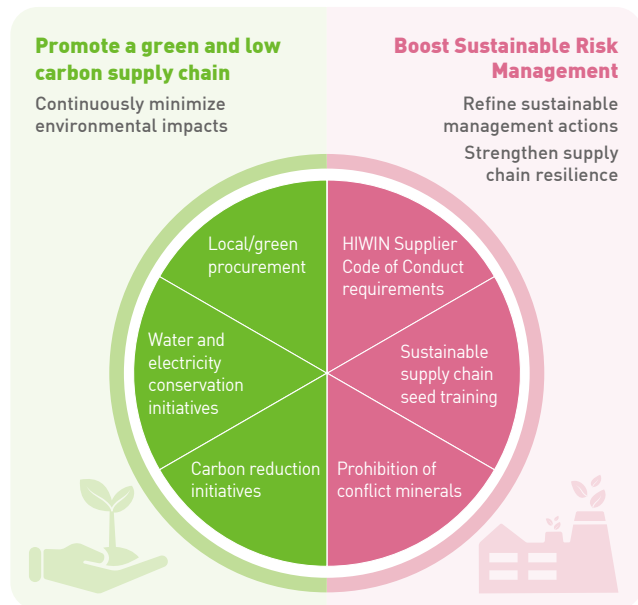 Promote a green and low
carbon supply chain
Continuously minimize
environmental impacts
Boost Sustainable Risk
Management
Refine sustainable
management actions
Strengthen supply
chain resilience
Local/green
procurement
Water and
electricity
conservation
initiatives
Carbon reduction
initiatives
HIWIN Supplier
Code of Conduct
requirements
Sustainable
supply chain
seed training
Prohibition of
conflict minerals